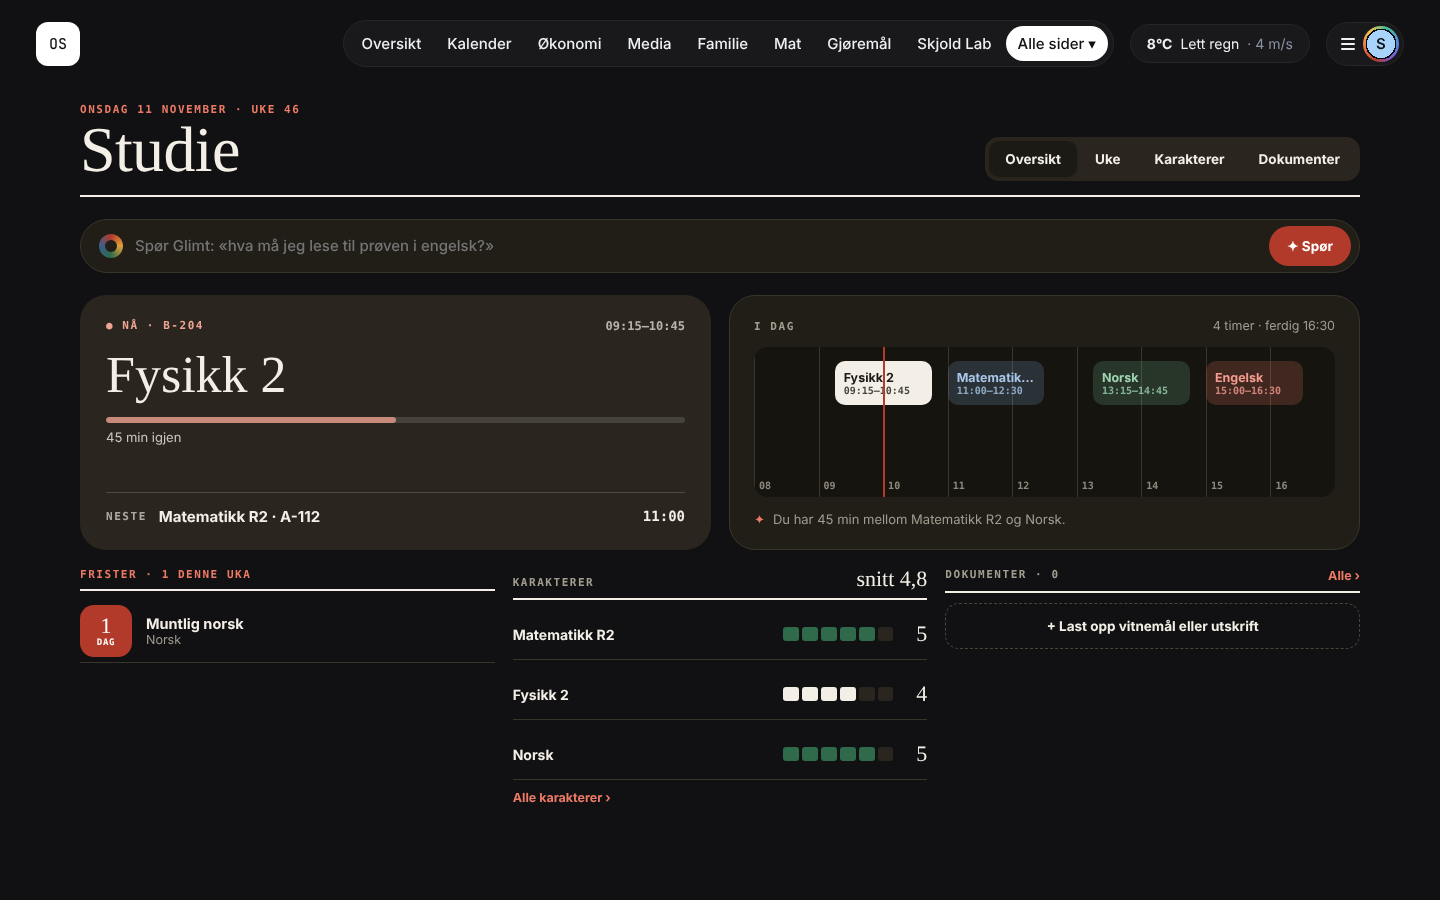 OS
Oversikt Kalender Økonomi Media Familie Mat Gjøremål Skjold Lab Alle sider ▾
8°C Lett regn · 4 m/s
S
ONSDAG 11 NOVEMBER · UKE 46
Studie
Oversikt Uke Karakterer Dokumenter
Spør Glimt: «hva må jeg lese til prøven i engelsk?»
✦ Spør
● NÅ · B-204
09:15–10:45
Fysikk 2
45 min igjen
NESTE Matematikk R2 · A-112 11:00
I DAG
4 timer · ferdig 16:30
Fysikk 2
09:15–10:45
Matematik…
11:00–12:30
Norsk
13:15–14:45
Engelsk
15:00–16:30
08 09 10 11 12 13 14 15 16
✦ Du har 45 min mellom Matematikk R2 og Norsk.
FRISTER · 1 DENNE UKA
1
DAG
Muntlig norsk
Norsk
KARAKTERER snitt 4,8
Matematikk R2 5
Fysikk 2 4
Norsk 5
Alle karakterer ›
DOKUMENTER · 0 Alle ›
+ Last opp vitnemål eller utskrift